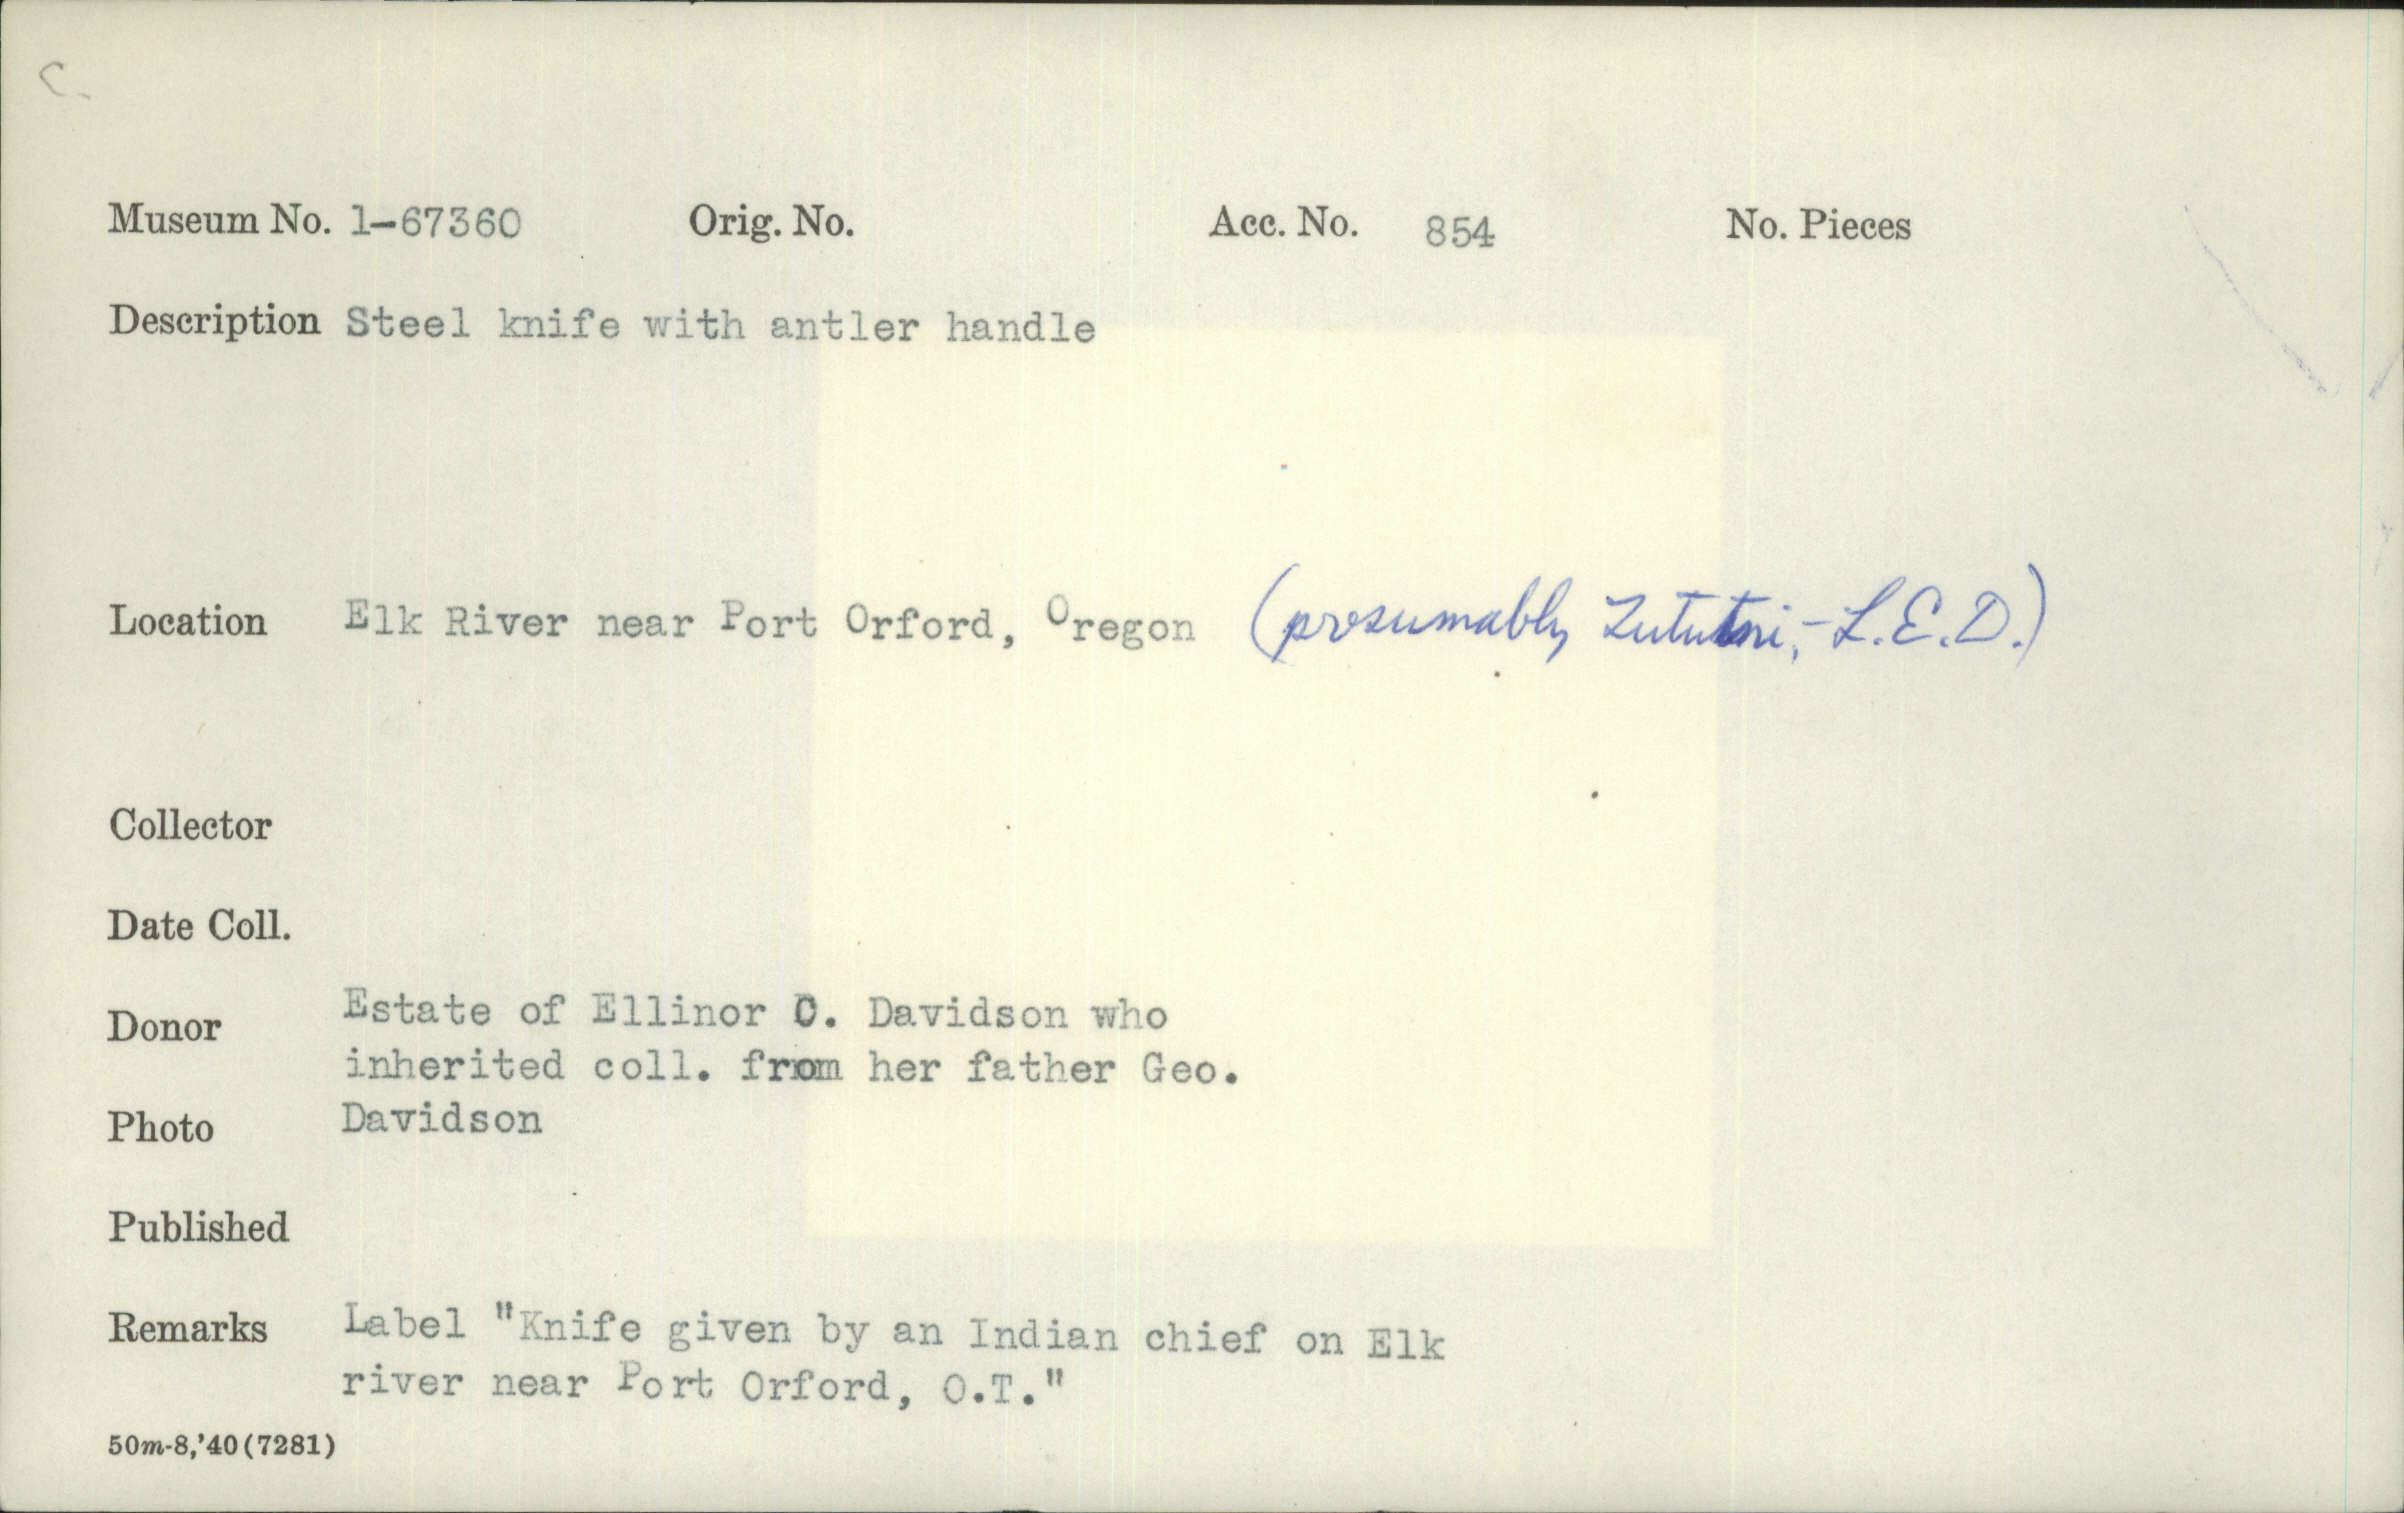 C.
Museum No. 1-67360 Orig. No. Acc. No. 854 No. Pieces
Description Steel knife with antler handle
Location Elk River near Port Orford, Oregon (presumably Tututni, - L.E.D.)
Collector
Date Coll.
Donor Estate of Ellinor C. Davidson who
inherited coll. from her father Geo.
Photo Davidson
Published
Remarks Label "Knife given by an Indian chief on Elk
river near Port Orford, O.T."
50m-8,'40(7281)